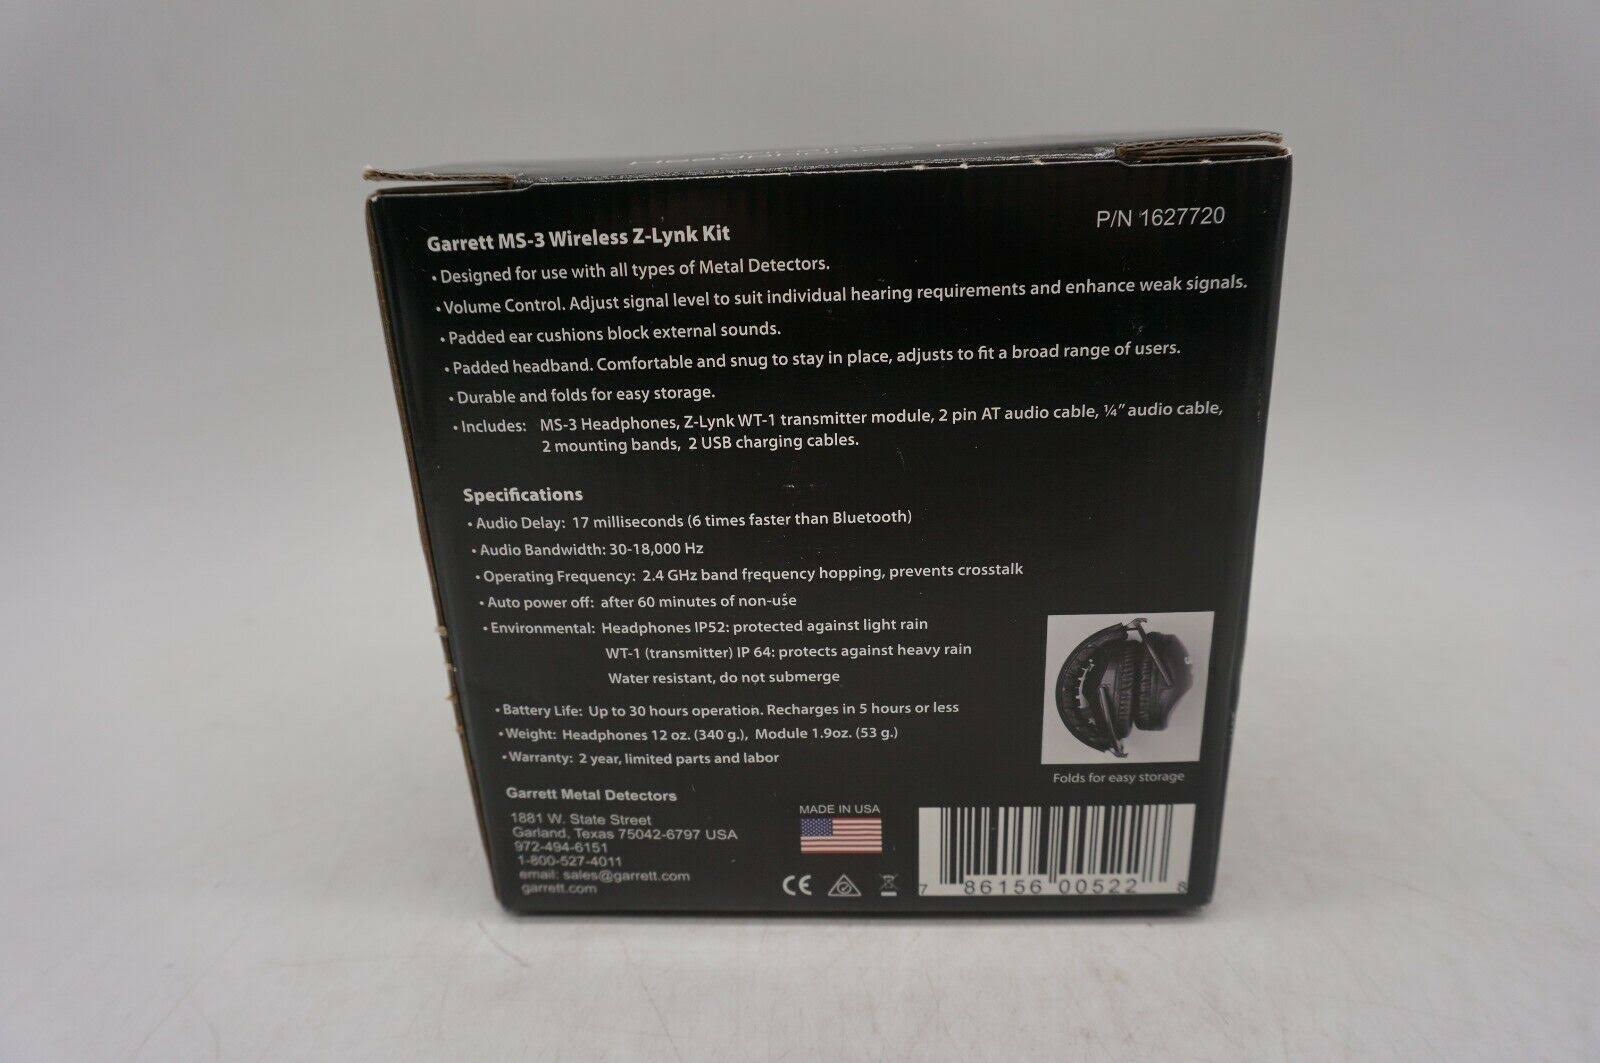 P/N 1627720
Garrett MS-3 Wireless Z-Lynk Kit
• Designed for use with all types of Metal Detectors.
• Volume Control. Adjust signal level to suit individual hearing requirements and enhance weak signals.
• Padded ear cushions block external sounds.
• Padded headband. Comfortable and snug to stay in place, adjusts to fit a broad range of users.
• Durable and folds for easy storage.
• Includes: MS-3 Headphones, Z-Lynk WT-1 transmitter module, 2 pin AT audio cable, ¼" audio cable,
2 mounting bands, 2 USB charging cables.
Specifications
• Audio Delay: 17 milliseconds (6 times faster than Bluetooth)
• Audio Bandwidth: 30-18,000 Hz
• Operating Frequency: 2.4 GHz band frequency hopping, prevents crosstalk
• Auto power off: after 60 minutes of non-use
• Environmental: Headphones IP52: protected against light rain
WT-1 (transmitter) IP 64: protects against heavy rain
Water resistant, do not submerge
• Battery Life: Up to 30 hours operation. Recharges in 5 hours or less
• Weight: Headphones 12 oz. (340 g.), Module 1.9oz. (53 g.)
• Warranty: 2 year, limited parts and labor
Folds for easy storage
Garrett Metal Detectors
1881 W. State Street
Garland, Texas 75042-6797 USA
972-494-6151
1-800-527-4011
email: sales@garrett.com
garrett.com
MADE IN USA
CE
7 86156 00522 8